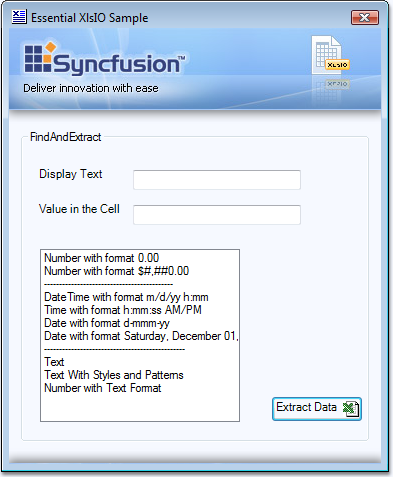 Essential XlsIO Sample
Syncfusion™
XLSIO
Deliver innovation with ease
FindAndExtract
Display Text
Value in the Cell
Number with format 0.00
Number with format $#,##0.00
--------------------------------------------
DateTime with format m/d/yy h:mm
Time with format h:mm:ss AM/PM
Date with format d-mmm-yy
Date with format Saturday, December 01,
------------------------------------------------
Text
Text With Styles and Patterns
Number with Text Format
Extract Data